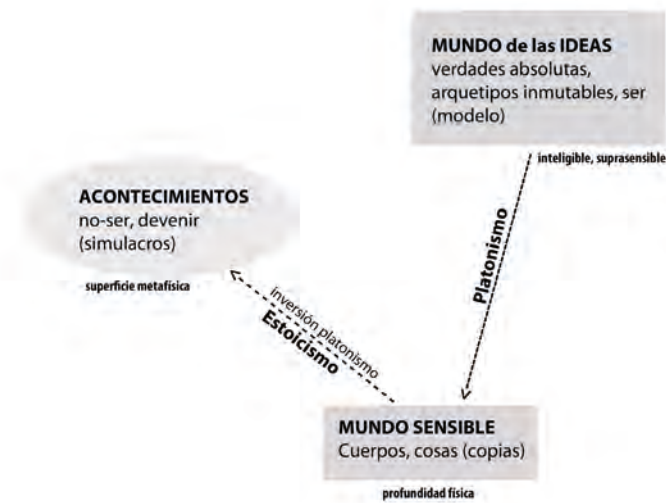 MUNDO de las IDEAS
verdades absolutas,
arquetipos inmutables, ser
(modelo)
inteligible, suprasensible
ACONTECIMIENTOS
no-ser, devenir
(simulacros)
superficie metafísica
Platonismo
inversión platonismo
Estoicismo
MUNDO SENSIBLE
Cuerpos, cosas (copias)
profundidad física